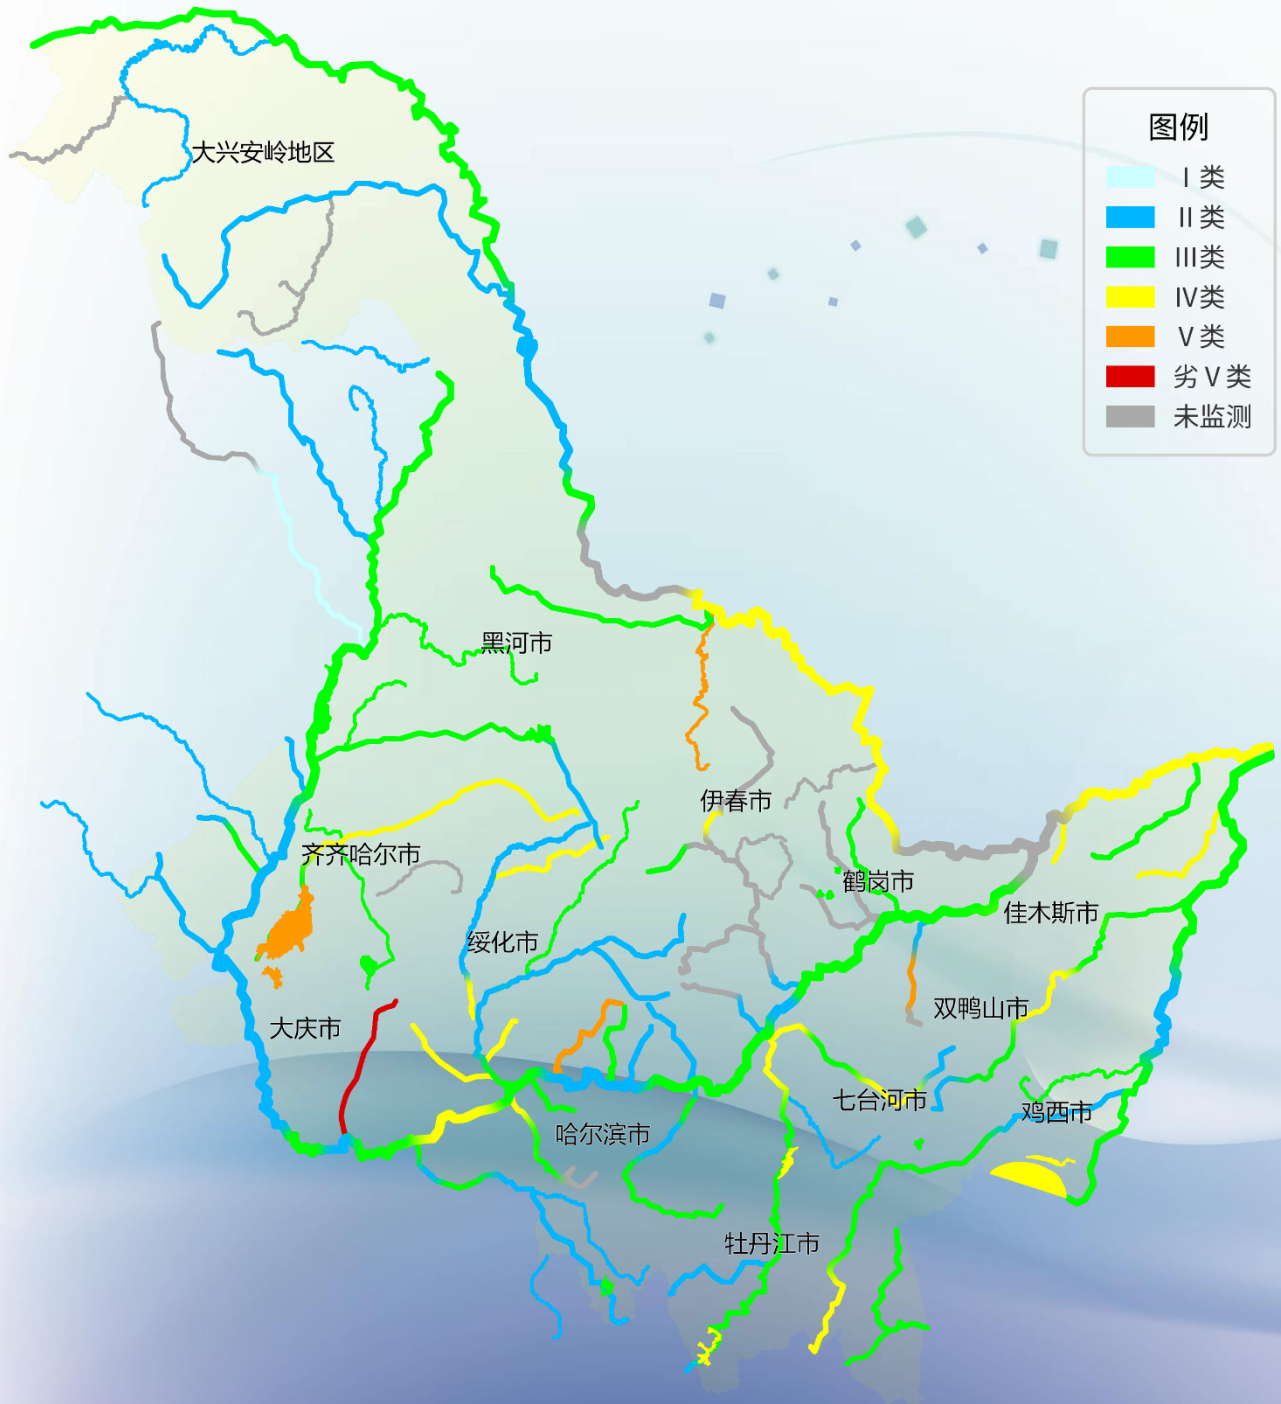 图例
Ⅰ类
Ⅱ类
Ⅲ类
Ⅳ类
Ⅴ类
劣Ⅴ类
未监测
大兴安岭地区
黑河市
伊春市
齐齐哈尔市
鹤岗市
佳木斯市
绥化市
双鸭山市
大庆市
七台河市
鸡西市
哈尔滨市
牡丹江市